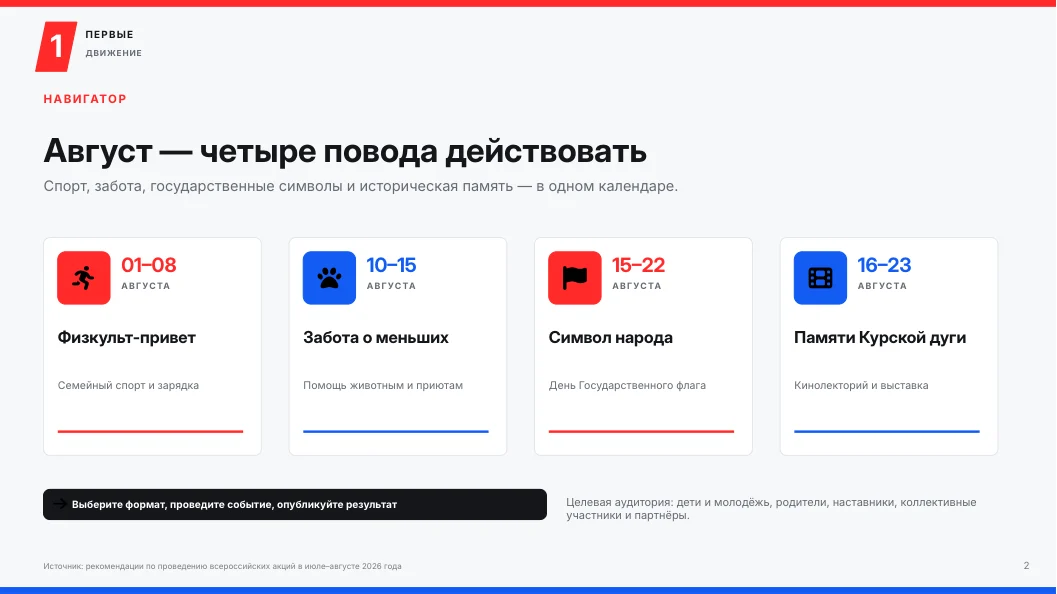 1
ПЕРВЫЕ
ДВИЖЕНИЕ
НАВИГАТОР
Август — четыре повода действовать
Спорт, забота, государственные символы и историческая память — в одном календаре.
01–08
АВГУСТА
Физкульт-привет
Семейный спорт и зарядка
10–15
АВГУСТА
Забота о меньших
Помощь животным и приютам
15–22
АВГУСТА
Символ народа
День Государственного флага
16–23
АВГУСТА
Памяти Курской дуги
Кинолекторий и выставка
→ Выберите формат, проведите событие, опубликуйте результат
Целевая аудитория: дети и молодёжь, родители, наставники, коллективные
участники и партнёры.
Источник: рекомендации по проведению всероссийских акций в июле–августе 2026 года
2